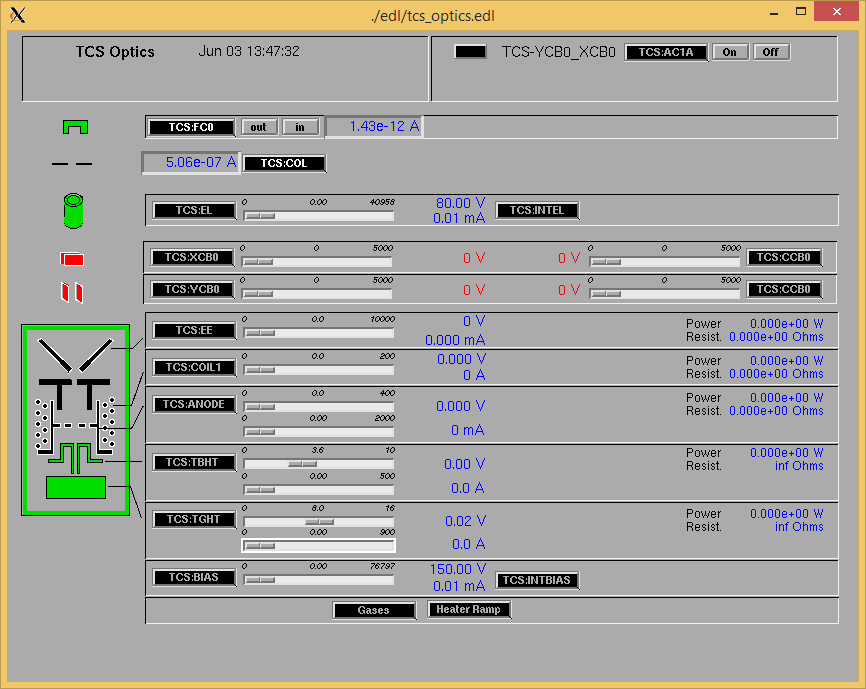 ./edl/tcs_optics.edl
TCS Optics Jun 03 13:47:32 TCS-YCB0_XCB0 TCS:AC1A On Off
TCS:FC0 out in 1.43e-12 A
5.06e-07 A TCS:COL
0 0.00 40958
TCS:EL 80.00 V TCS:INTEL
0.01 mA
0 0 5000 0 0 5000
TCS:XCB0 0 V 0 V TCS:CCB0
0 0 5000 0 0 5000
TCS:YCB0 0 V 0 V TCS:CCB0
0 0.0 10000
TCS:EE 0 V Power 0.000e+00 W
0.000 mA Resist. 0.000e+00 Ohms
0 0.0 200
TCS:COIL1 0.000 V Power 0.000e+00 W
0 A Resist. 0.000e+00 Ohms
0 0.0 400
TCS:ANODE 0.000 V Power 0.000e+00 W
Resist. 0.000e+00 Ohms
0 0.00 2000
0 mA
0 3.6 10
TCS:TBHT 0.00 V Power 0.000e+00 W
Resist. inf Ohms
0 0.00 500
0.0 A
0 8.0 16
TCS:TGHT 0.02 V Power 0.000e+00 W
Resist. inf Ohms
0 0.00 900
0.0 A
0 0.00 76797
TCS:BIAS 150.00 V TCS:INTBIAS
0.01 mA
Gases Heater Ramp